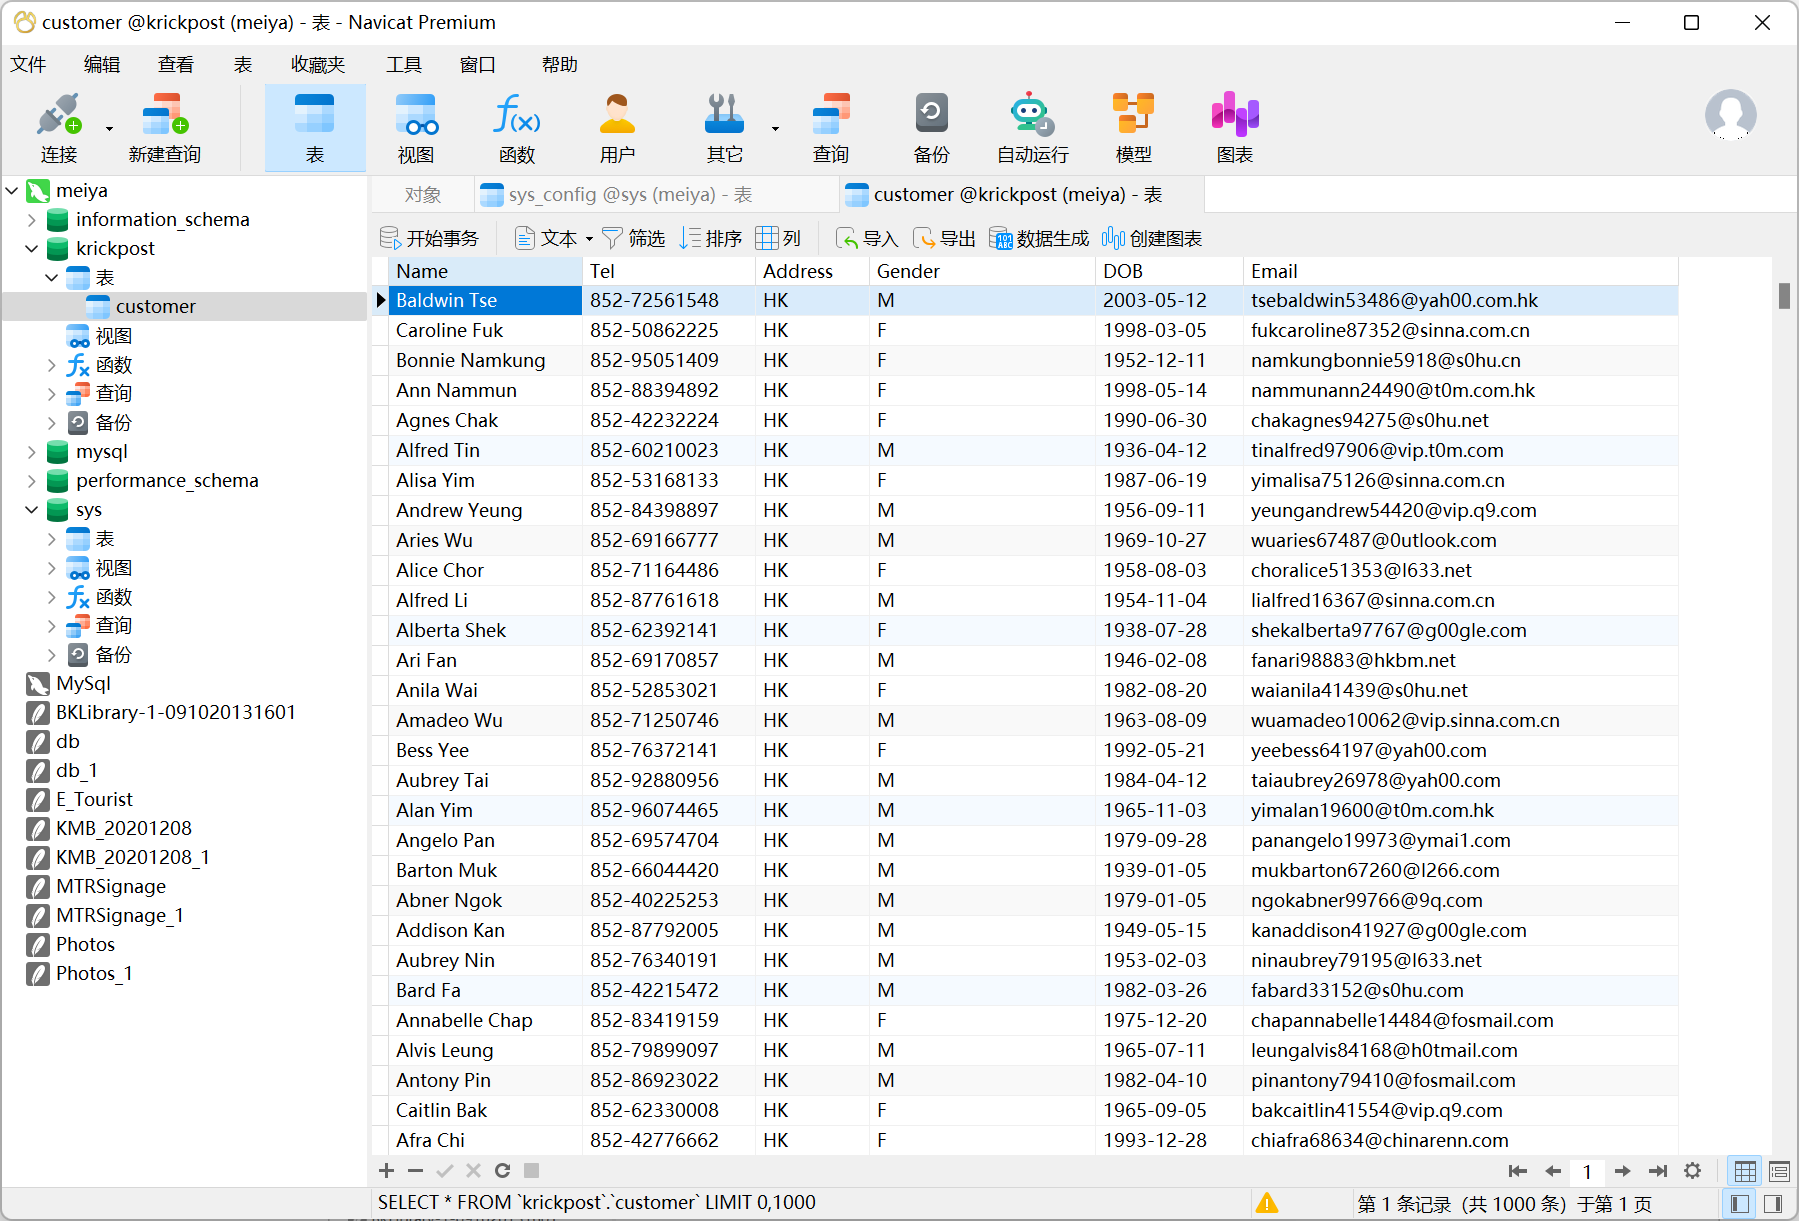 customer @krickpost (meiya) - 表 - Navicat Premium
文件 编辑 查看 表 收藏夹 工具 窗口 帮助
连接 新建查询 表 视图 函数 用户 其它 查询 备份 自动运行 模型 图表
对象 sys_config @sys (meiya) - 表 customer @krickpost (meiya) - 表
开始事务 文本 筛选 排序 列 导入 导出 数据生成 创建图表
meiya
information_schema
krickpost
表
customer
视图
函数
查询
备份
mysql
performance_schema
sys
表
视图
函数
查询
备份
MySql
BKLibrary-1-091020131601
db
db_1
E_Tourist
KMB_20201208
KMB_20201208_1
MTRSignage
MTRSignage_1
Photos
Photos_1
Name Tel Address Gender DOB Email
Baldwin Tse 852-72561548 HK M 2003-05-12 tsebaldwin53486@yah00.com.hk
Caroline Fuk 852-50862225 HK F 1998-03-05 fukcaroline87352@sinna.com.cn
Bonnie Namkung 852-95051409 HK F 1952-12-11 namkungbonnie5918@s0hu.cn
Ann Nammun 852-88394892 HK F 1998-05-14 nammunann24490@t0m.com.hk
Agnes Chak 852-42232224 HK F 1990-06-30 chakagnes94275@s0hu.net
Alfred Tin 852-60210023 HK M 1936-04-12 tinalfred97906@vip.t0m.com
Alisa Yim 852-53168133 HK F 1987-06-19 yimalisa75126@sinna.com.cn
Andrew Yeung 852-84398897 HK M 1956-09-11 yeungandrew54420@vip.q9.com
Aries Wu 852-69166777 HK M 1969-10-27 wuaries67487@0utlook.com
Alice Chor 852-71164486 HK F 1958-08-03 choralice51353@l633.net
Alfred Li 852-87761618 HK M 1954-11-04 lialfred16367@sinna.com.cn
Alberta Shek 852-62392141 HK F 1938-07-28 shekalberta97767@g00gle.com
Ari Fan 852-69170857 HK M 1946-02-08 fanari98883@hkbm.net
Anila Wai 852-52853021 HK F 1982-08-20 waianila41439@s0hu.net
Amadeo Wu 852-71250746 HK M 1963-08-09 wuamadeo10062@vip.sinna.com.cn
Bess Yee 852-76372141 HK F 1992-05-21 yeebess64197@yah00.com
Aubrey Tai 852-92880956 HK M 1984-04-12 taiaubrey26978@yah00.com
Alan Yim 852-96074465 HK M 1965-11-03 yimalan19600@t0m.com.hk
Angelo Pan 852-69574704 HK M 1979-09-28 panangelo19973@ymai1.com
Barton Muk 852-66044420 HK M 1939-01-05 mukbarton67260@l266.com
Abner Ngok 852-40225253 HK M 1979-01-05 ngokabner99766@9q.com
Addison Kan 852-87792005 HK M 1949-05-15 kanaddison41927@g00gle.com
Aubrey Nin 852-76340191 HK M 1953-02-03 ninaubrey79195@l633.net
Bard Fa 852-42215472 HK M 1982-03-26 fabard33152@s0hu.com
Annabelle Chap 852-83419159 HK F 1975-12-20 chapannabelle14484@fosmail.com
Alvis Leung 852-79899097 HK M 1965-07-11 leungalvis84168@h0tmail.com
Antony Pin 852-86923022 HK M 1982-04-10 pinantony79410@fosmail.com
Caitlin Bak 852-62330008 HK F 1965-09-05 bakcaitlin41554@vip.q9.com
Afra Chi 852-42776662 HK F 1993-12-28 chiafra68634@chinarenn.com
1
SELECT * FROM `krickpost`.`customer` LIMIT 0,1000 第 1 条记录（共 1000 条）于第 1 页